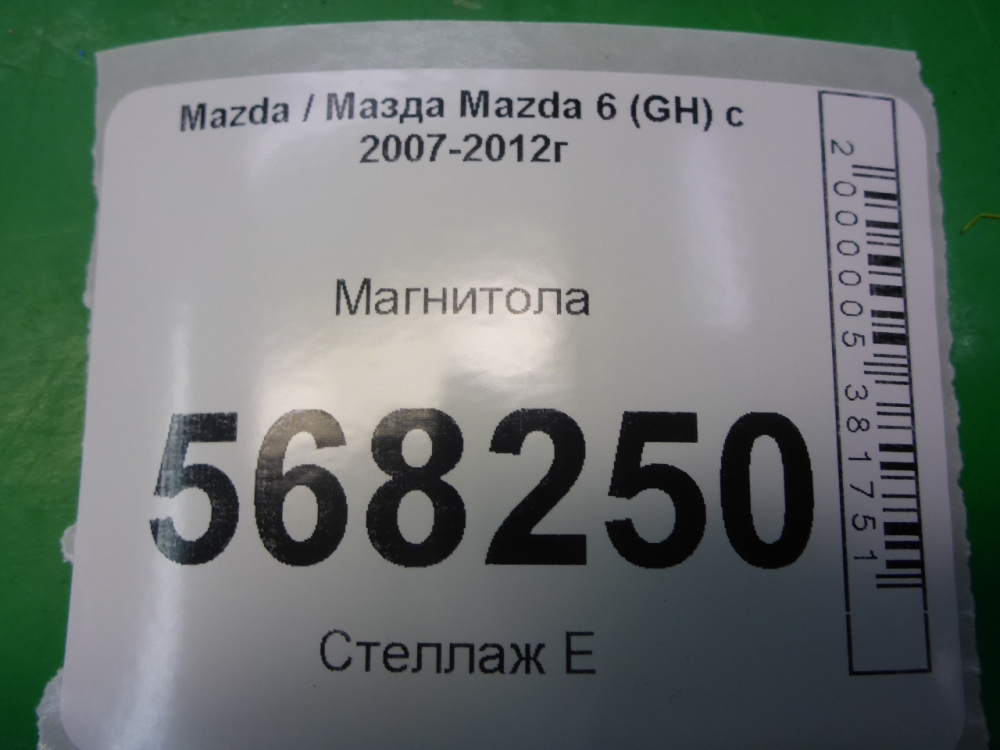 Mazda / Мазда Mazda 6 (GH) с
2007-2012г
Магнитола
568250
Стеллаж E
2000005381751